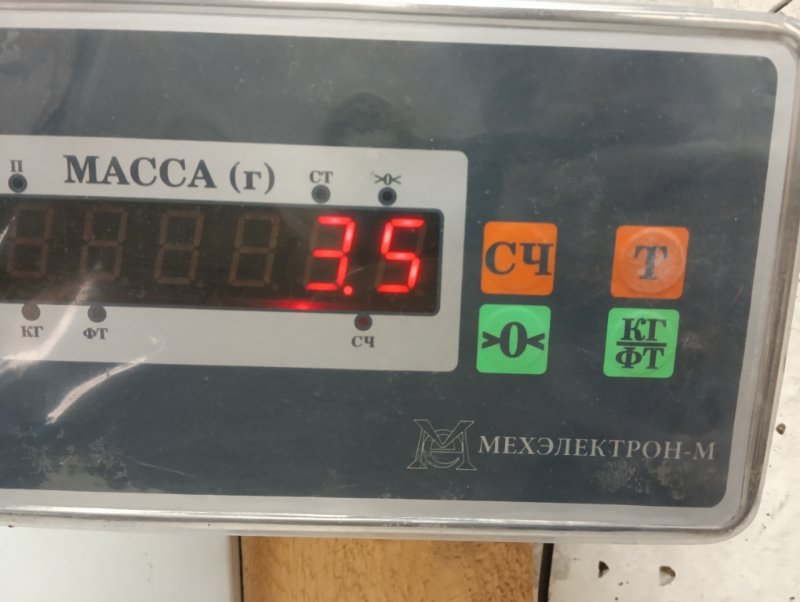 П МАССА (г) СТ >0<
3.5
КГ ФТ СЧ
СЧ Т
>0< КГ
ФТ
МЕХЭЛЕКТРОН-М